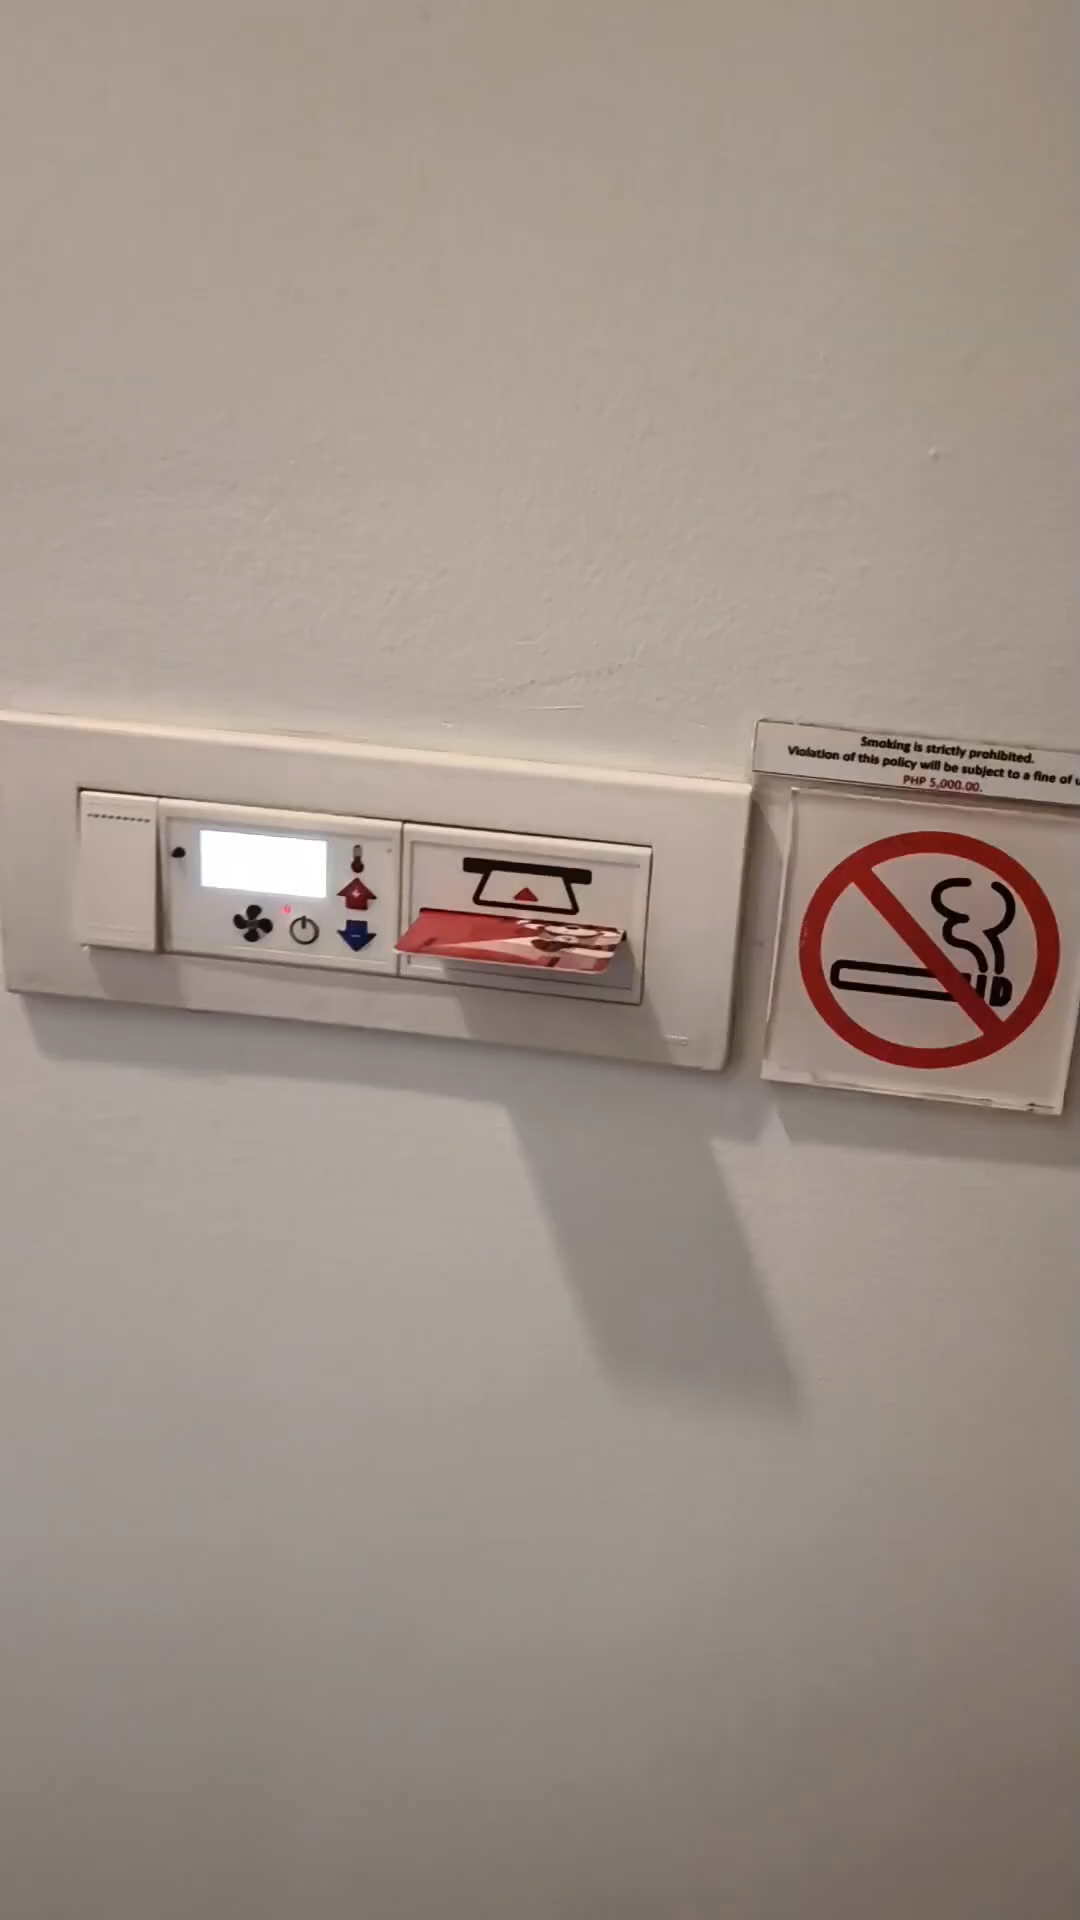 Smoking is strictly prohibited.
Violation of this policy will be subject to a fine of
PHP 5,000.00.